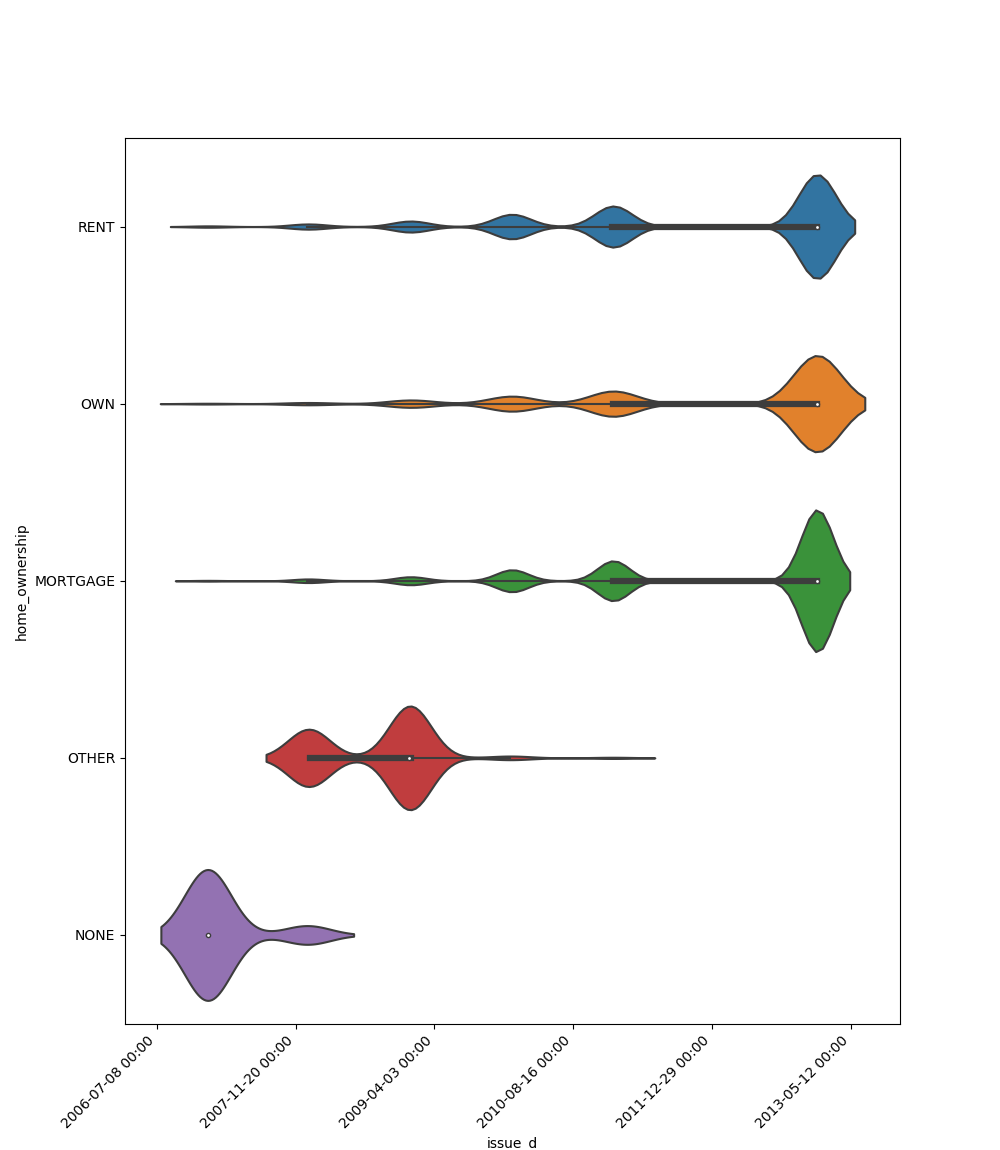 RENT
OWN
MORTGAGE
OTHER
NONE
home_ownership
2006-07-08 00:00
2007-11-20 00:00
2009-04-03 00:00
2010-08-16 00:00
2011-12-29 00:00
2013-05-12 00:00
issue_d